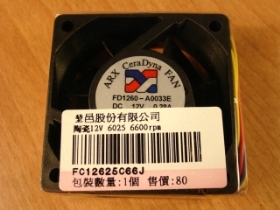 ARX CeraDyna FAN
FD1260-A0033E
DC 12V 0.28A
堃邑股份有限公司
陶瓷12V 6025 6600rpm
FC12625C66J
包裝數量:1個 售價:80